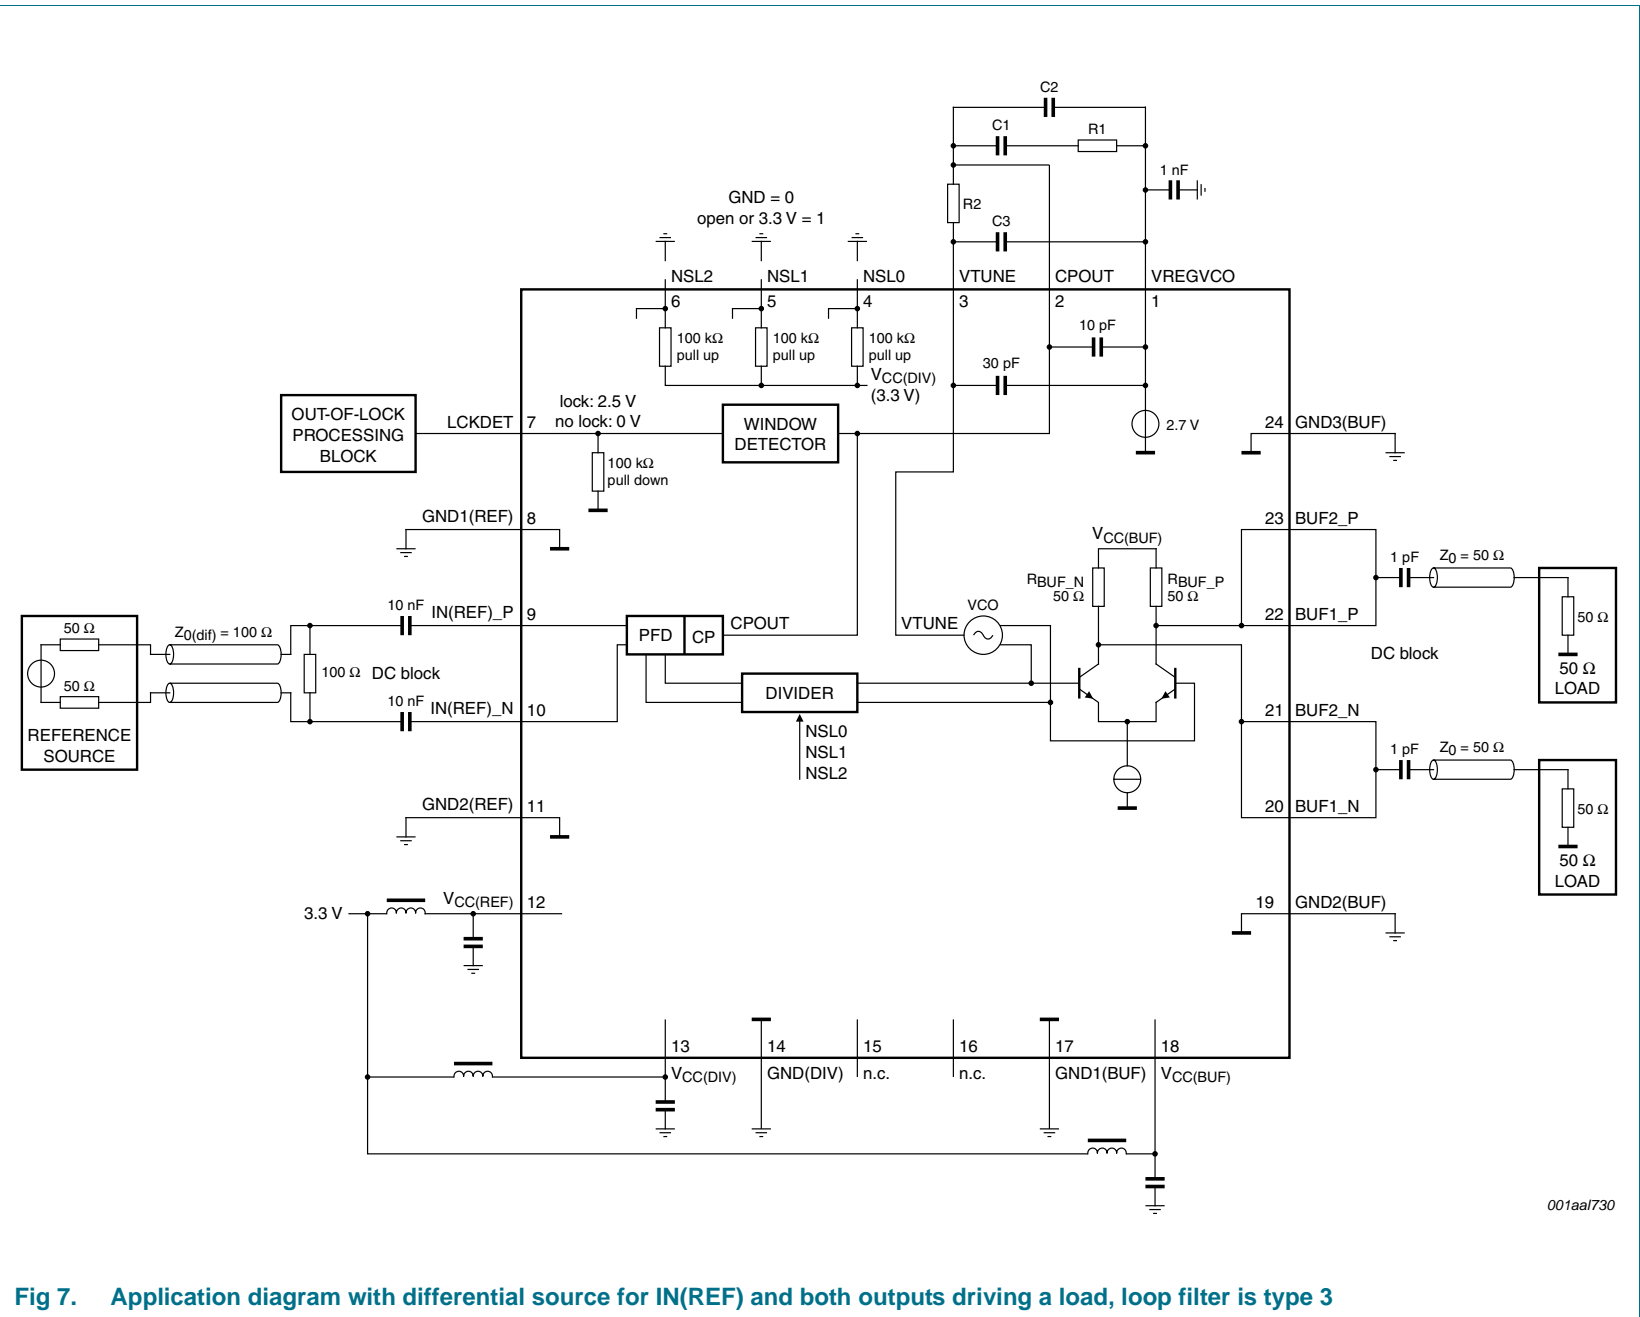 C2
C1
R1
1 nF
GND = 0
open or 3.3 V = 1
R2
C3
NSL2
NSL1
NSL0
VTUNE
CPOUT
VREGVCO
6
5
4
3
2
1
100 kΩ
pull up
100 kΩ
pull up
100 kΩ
pull up
10 pF
30 pF
VCC(DIV)
(3.3 V)
OUT-OF-LOCK
PROCESSING
BLOCK
LCKDET
7
lock: 2.5 V
no lock: 0 V
WINDOW
DETECTOR
2.7 V
24
GND3(BUF)
100 kΩ
pull down
GND1(REF)
8
23
BUF2_P
VCC(BUF)
RBUF_N
50 Ω
RBUF_P
50 Ω
1 pF
Z0 = 50 Ω
50 Ω
50 Ω
LOAD
10 nF
IN(REF)_P
9
CPOUT
VTUNE
VCO
22
BUF1_P
50 Ω
Z0(dif) = 100 Ω
PFD
CP
DC block
100 Ω
DC block
50 Ω
10 nF
IN(REF)_N
10
DIVIDER
21
BUF2_N
REFERENCE
SOURCE
NSL0
NSL1
NSL2
1 pF
Z0 = 50 Ω
50 Ω
50 Ω
LOAD
GND2(REF)
11
20
BUF1_N
3.3 V
VCC(REF)
12
19
GND2(BUF)
13
14
15
16
17
18
VCC(DIV)
GND(DIV)
n.c.
n.c.
GND1(BUF)
VCC(BUF)
001aal730
Fig 7. Application diagram with differential source for IN(REF) and both outputs driving a load, loop filter is type 3